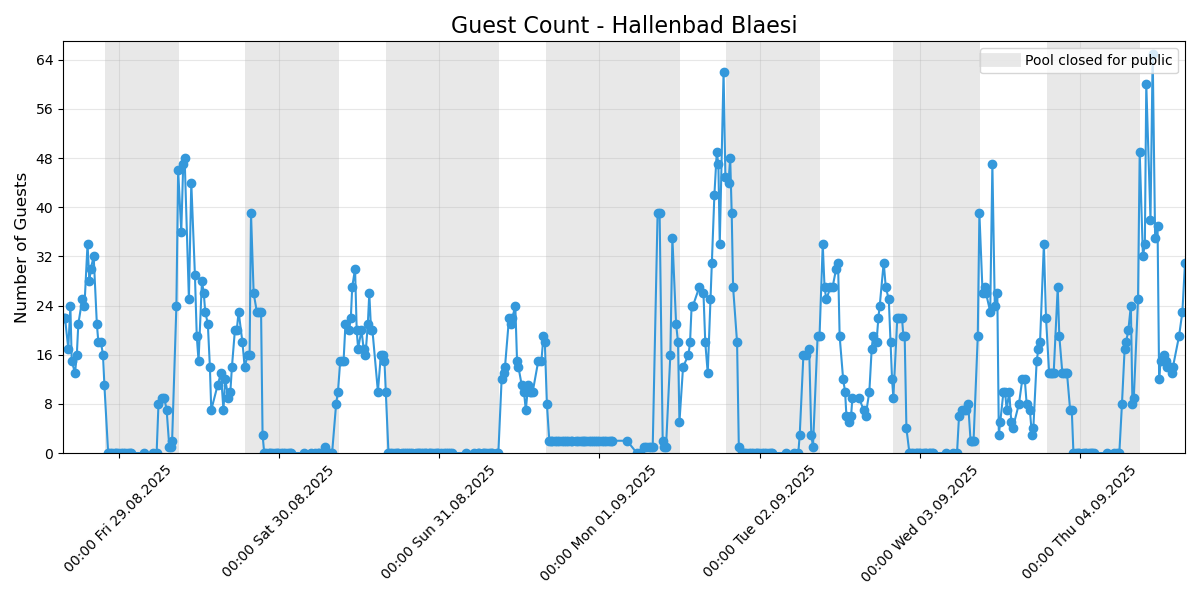 Guest Count - Hallenbad Blaesi
Pool closed for public
Number of Guests
64
56
48
40
32
24
16
8
0
00:00 Fri 29.08.2025
00:00 Sat 30.08.2025
00:00 Sun 31.08.2025
00:00 Mon 01.09.2025
00:00 Tue 02.09.2025
00:00 Wed 03.09.2025
00:00 Thu 04.09.2025